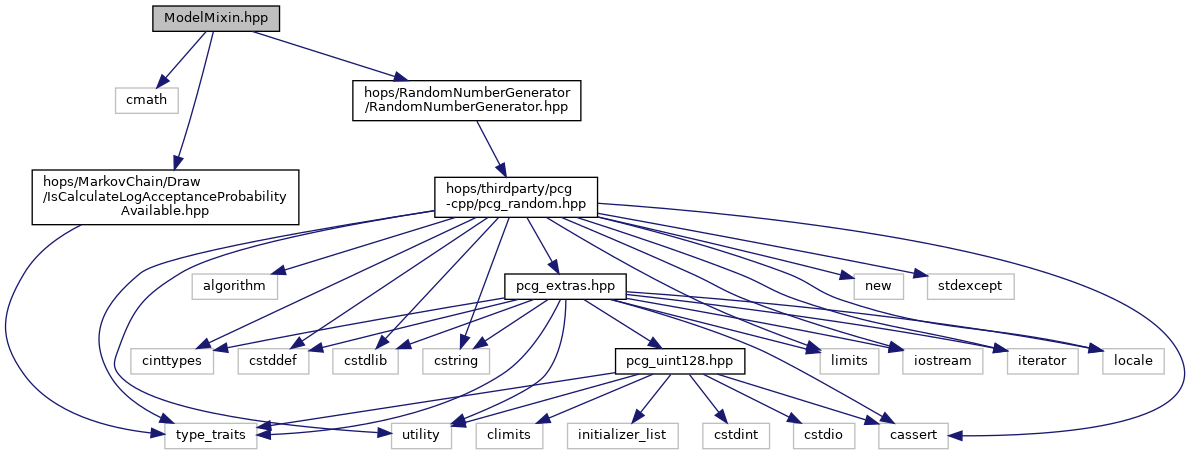 ModelMixin.hpp
cmath
hops/RandomNumberGenerator
/RandomNumberGenerator.hpp
hops/MarkovChain/Draw
/IsCalculateLogAcceptanceProbability
Available.hpp
hops/thirdparty/pcg
-cpp/pcg_random.hpp
algorithm
pcg_extras.hpp
new
stdexcept
cinttypes
cstddef
cstdlib
cstring
pcg_uint128.hpp
limits
iostream
iterator
locale
type_traits
utility
climits
initializer_list
cstdint
cstdio
cassert